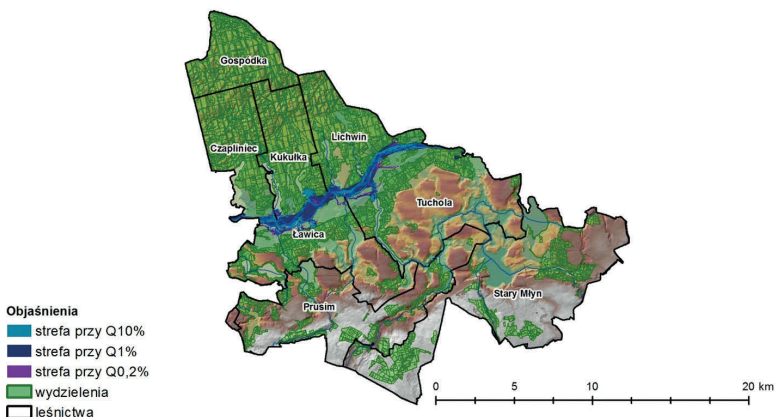 Gospódka
Lichwin
Czapliniec
Kukułka
Tuchola
Ławica
Stary Młyn
Prusim
Objaśnienia
strefa przy Q10%
strefa przy Q1%
strefa przy Q0,2%
wydzielenia
leśnictwa
0 5 10 20 km